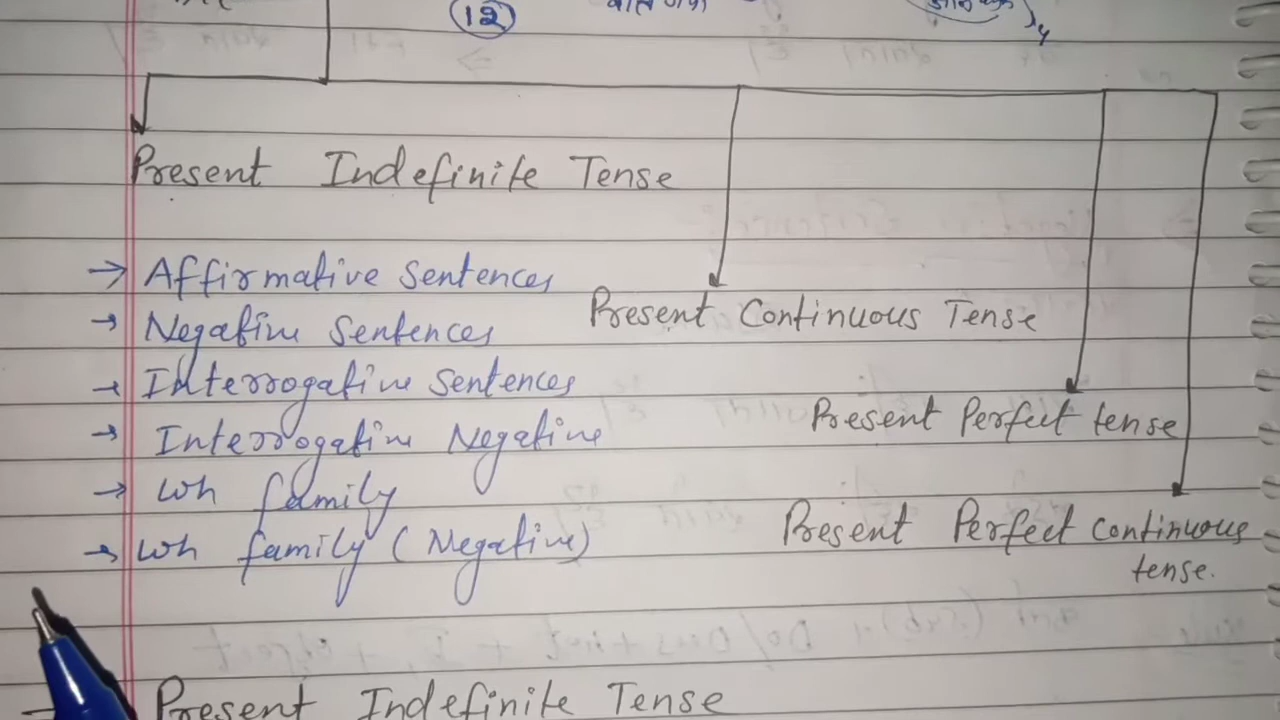 12
Present Indefinite Tense
→ Affirmative Sentences
→ Negative Sentences
→ Interrogative Sentences
→ Interrogative Negative
→ Wh family
→ Wh family (Negative)
Present Continuous Tense
Present Perfect tense
Present Perfect continuous
tense.
Present Indefinite Tense